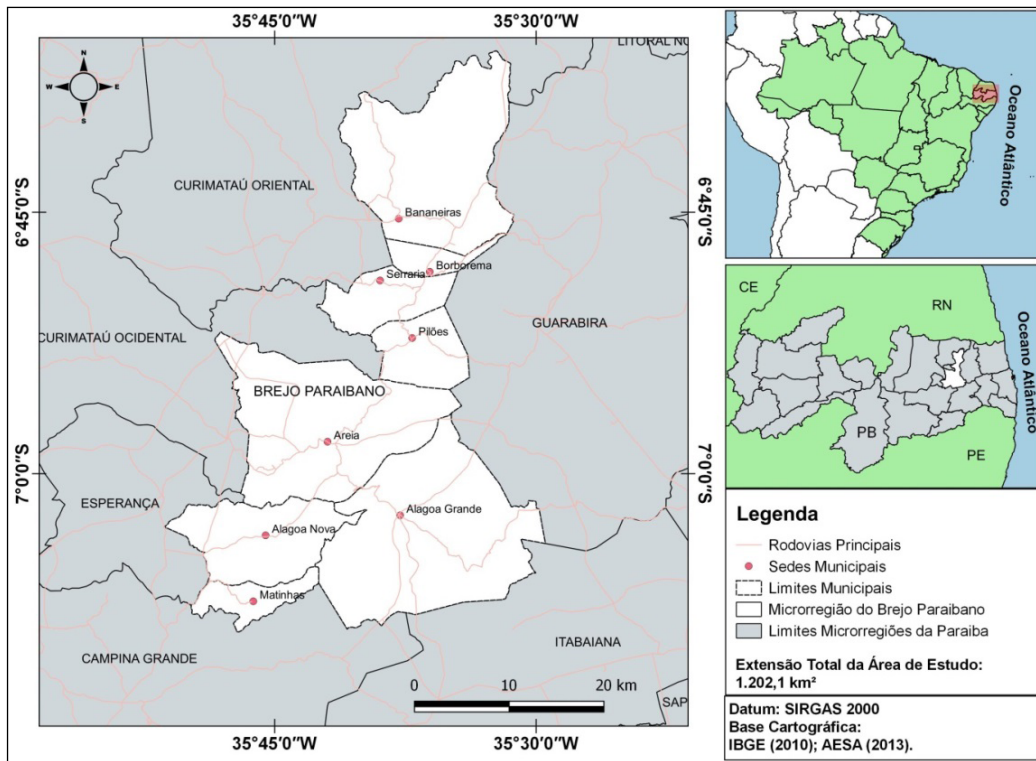 35°45'0"W
35°30'0"W
N
W
E
S
LITORAL NO
CURIMATAÚ ORIENTAL
6°45'0"S
6°45'0"S
Bananeiras
Borborema
Serraria
Pilões
GUARABIRA
CURIMATAÚ OCIDENTAL
BREJO PARAIBANO
Areia
7°0'0"S
7°0'0"S
ESPERANÇA
Alagoa Grande
Alagoa Nova
Matinhas
ITABAIANA
CAMPINA GRANDE
0 10 20 km
SAP
35°45'0"W
35°30'0"W
Oceano Atlântico
CE
RN
PB
PE
Oceano Atlântico
Legenda
Rodovias Principais
Sedes Municipais
Limites Municipais
Microrregião do Brejo Paraibano
Limites Microrregiões da Paraiba
Extensão Total da Área de Estudo:
1.202,1 km²
Datum: SIRGAS 2000
Base Cartográfica:
IBGE (2010); AESA (2013).